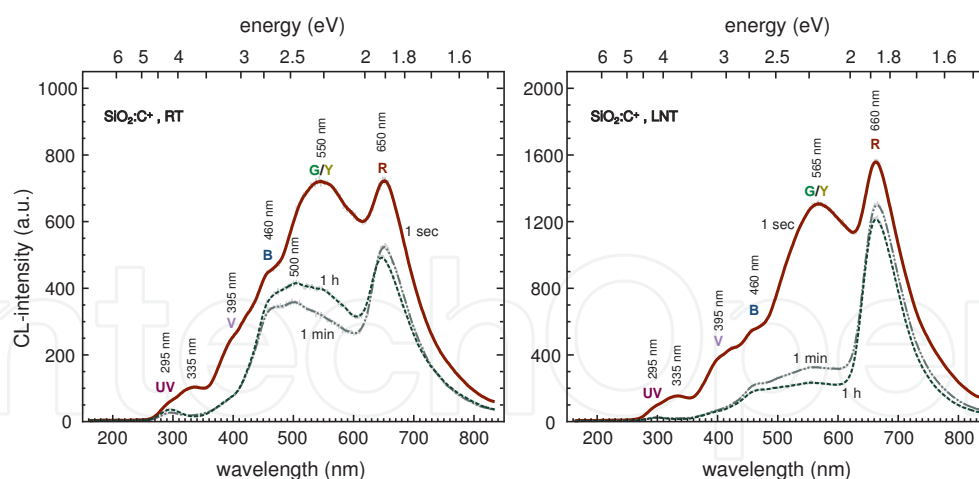 energy (eV)
6 5 4 3 2.5 2 1.8 1.6
1000
800
600
400
200
0
CL-intensity (a.u.)
SiO₂:C⁺ , RT
UV
295 nm
335 nm
V
395 nm
B
460 nm
500 nm
G/Y
550 nm
R
650 nm
1 sec
1 h
1 min
200 300 400 500 600 700 800
wavelength (nm)
energy (eV)
6 5 4 3 2.5 2 1.8 1.6
2000
1600
1200
800
400
0
SiO₂:C⁺ , LNT
UV
295 nm
335 nm
V
395 nm
B
460 nm
G/Y
565 nm
R
660 nm
1 sec
1 min
1 h
200 300 400 500 600 700 800
wavelength (nm)
IntechOpe